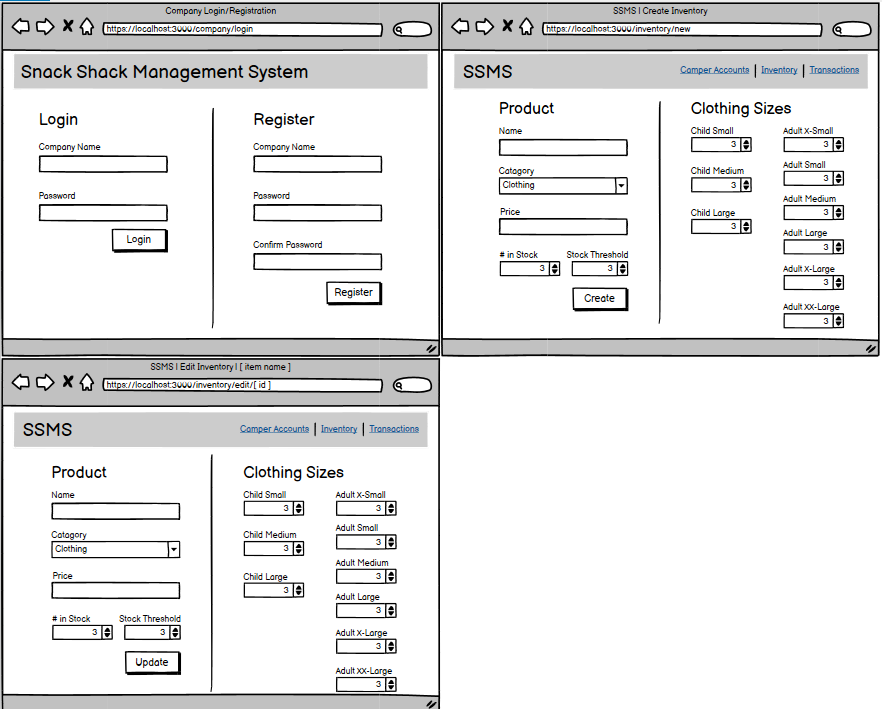 Company Login/Registration
https://localhost:3000/company/login
Snack Shack Management System
Login
Company Name
Password
Login
Register
Company Name
Password
Confirm Password
Register
SSMS | Create Inventory
https://localhost:3000/inventory/new
SSMS
Camper Accounts | Inventory | Transactions
Product
Name
Catagory
Clothing
Price
# in Stock Stock Threshold
3 3
Create
Clothing Sizes
Child Small
3
Child Medium
3
Child Large
3
Adult X-Small
3
Adult Small
3
Adult Medium
3
Adult Large
3
Adult X-Large
3
Adult XX-Large
3
SSMS | Edit Inventory | [ item name ]
https://localhost:3000/inventory/edit/[ id ]
SSMS
Camper Accounts | Inventory | Transactions
Product
Name
Catagory
Clothing
Price
# in Stock Stock Threshold
3 3
Update
Clothing Sizes
Child Small
3
Child Medium
3
Child Large
3
Adult X-Small
3
Adult Small
3
Adult Medium
3
Adult Large
3
Adult X-Large
3
Adult XX-Large
3